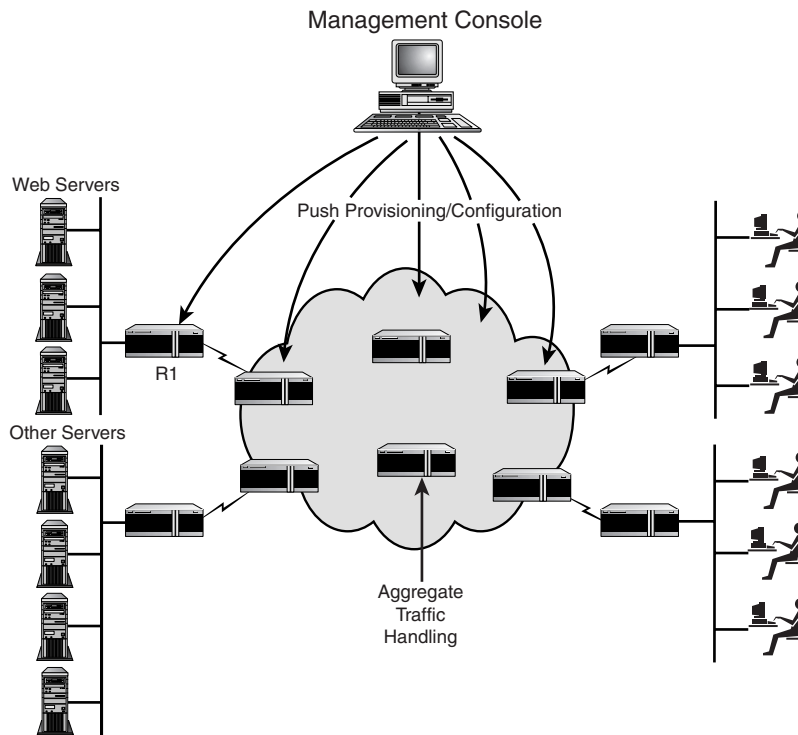 Management Console
Web Servers
Push Provisioning/Configuration
R1
Other Servers
Aggregate
Traffic
Handling